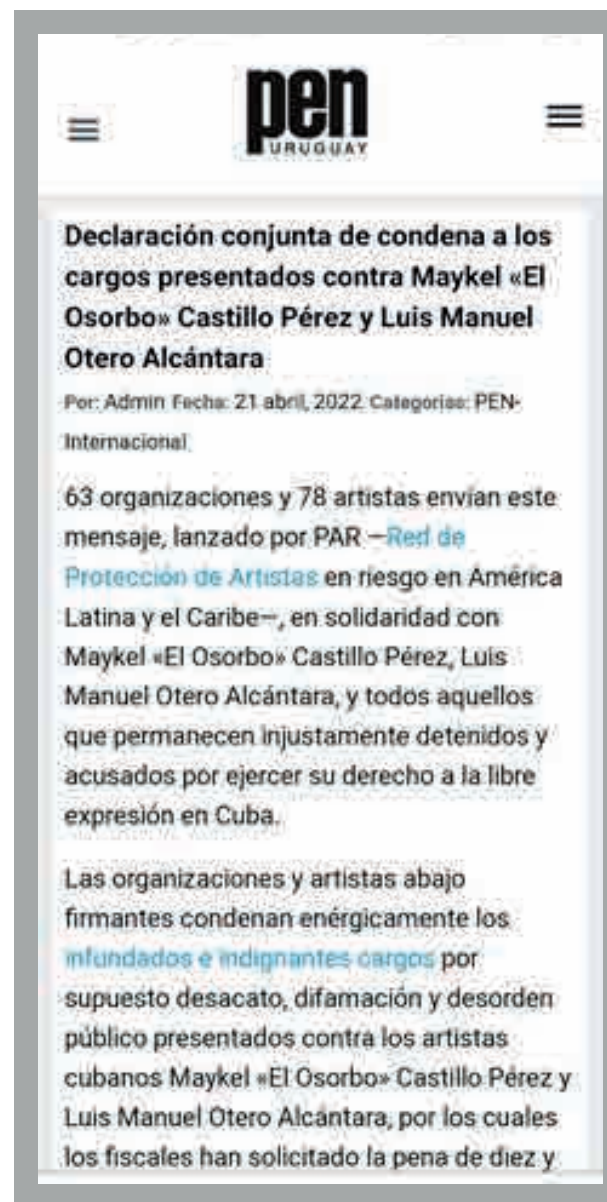 pen
URUGUAY
Declaración conjunta de condena a los
cargos presentados contra Maykel «El
Osorbo» Castillo Pérez y Luis Manuel
Otero Alcántara
Por: Admin Fecha: 21 abril, 2022 Categorías: PEN-
Internacional
63 organizaciones y 78 artistas envían este
mensaje, lanzado por PAR —Red de
Protección de Artistas en riesgo en América
Latina y el Caribe—, en solidaridad con
Maykel «El Osorbo» Castillo Pérez, Luis
Manuel Otero Alcántara, y todos aquellos
que permanecen injustamente detenidos y
acusados por ejercer su derecho a la libre
expresión en Cuba.
Las organizaciones y artistas abajo
firmantes condenan enérgicamente los
infundados e indignantes cargos por
supuesto desacato, difamación y desorden
público presentados contra los artistas
cubanos Maykel «El Osorbo» Castillo Pérez y
Luis Manuel Otero Alcántara, por los cuales
los fiscales han solicitado la pena de diez y